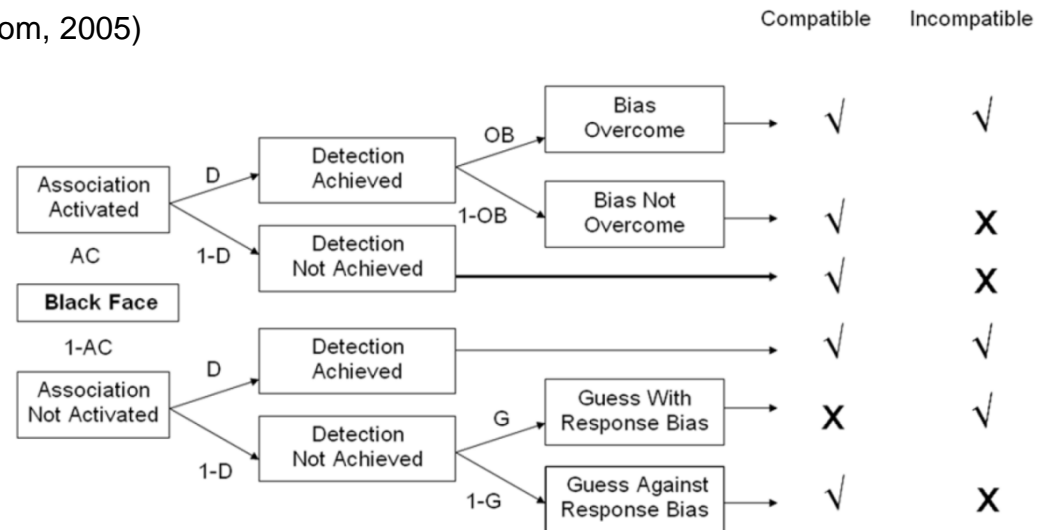 om, 2005)
Compatible Incompatible
Bias
Overcome
√ √
OB
Detection
Achieved
D
Association
Activated
Bias Not
Overcome
√ X
1-OB
Detection
Not Achieved
1-D
AC
√ X
Black Face
1-AC
Detection
Achieved
√ √
D
Association
Not Activated
Guess With
Response Bias
X √
G
Detection
Not Achieved
1-D
Guess Against
Response Bias
√ X
1-G